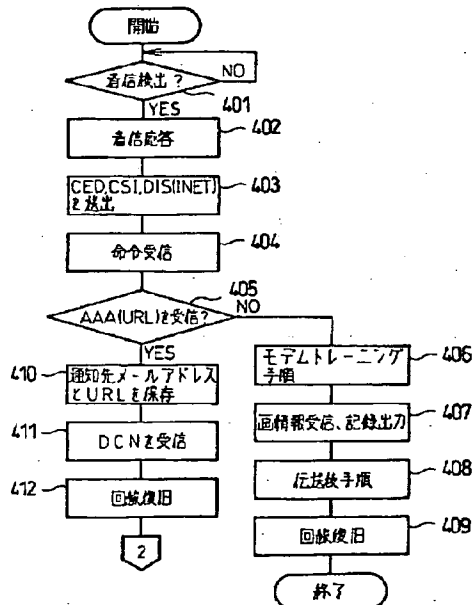 開始
着信検出?
NO
401
YES
着信応答
402
CED,CSI,DIS(INET)
を送出
403
命令受信
404
405
AAA(URL)を受信?
NO
YES
410
通知先メールアドレス
とURLを保存
411
DCNを受信
412
回線復旧
2
モデムトレーニング
手順
406
画情報受信、記録出力
407
伝送後手順
408
回線復旧
409
終了